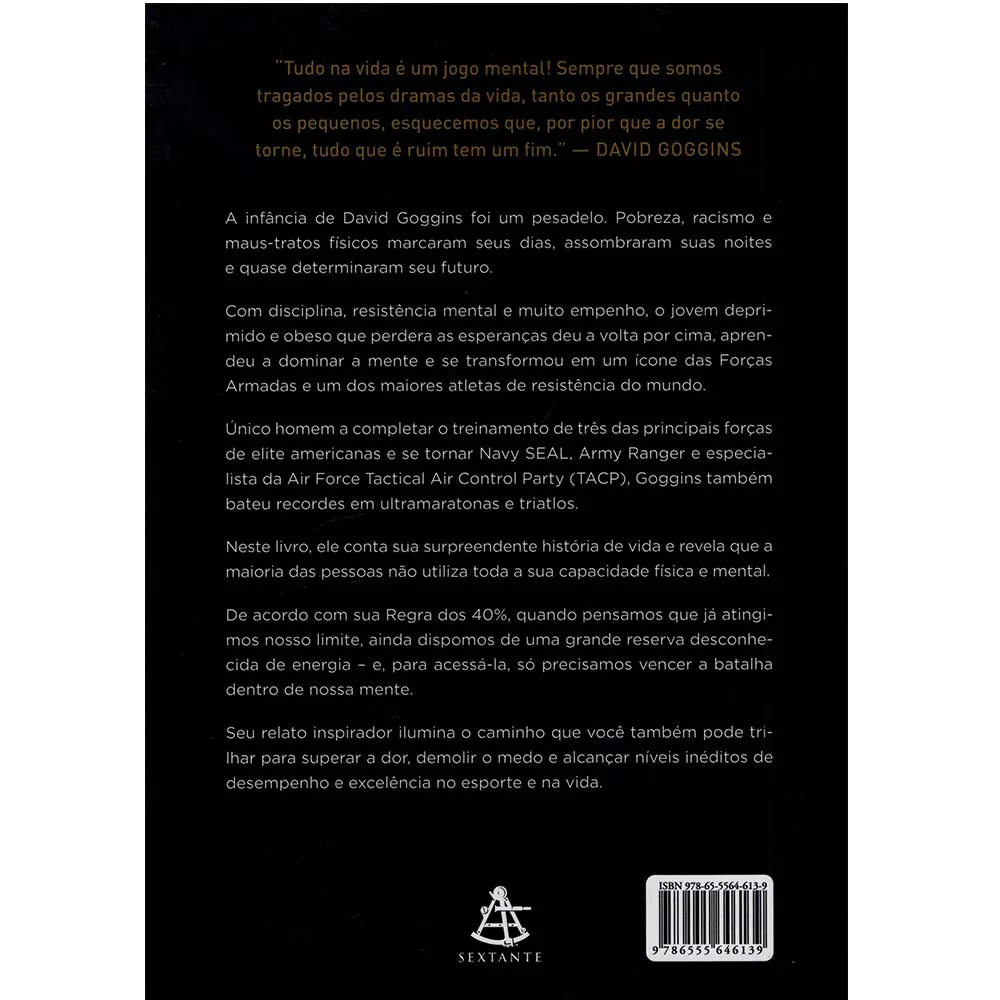 “Tudo na vida é um jogo mental! Sempre que somos
tragados pelos dramas da vida, tanto os grandes quanto
os pequenos, esquecemos que, por pior que a dor se
torne, tudo que é ruim tem um fim.” — DAVID GOGGINS
A infância de David Goggins foi um pesadelo. Pobreza, racismo e
maus-tratos físicos marcaram seus dias, assombraram suas noites
e quase determinaram seu futuro.
Com disciplina, resistência mental e muito empenho, o jovem depri-
mido e obeso que perdera as esperanças deu a volta por cima, apren-
deu a dominar a mente e se transformou em um ícone das Forças
Armadas e um dos maiores atletas de resistência do mundo.
Único homem a completar o treinamento de três das principais forças
de elite americanas e se tornar Navy SEAL, Army Ranger e especia-
lista da Air Force Tactical Air Control Party (TACP), Goggins também
bateu recordes em ultramaratonas e triatlos.
Neste livro, ele conta sua surpreendente história de vida e revela que a
maioria das pessoas não utiliza toda a sua capacidade física e mental.
De acordo com sua Regra dos 40%, quando pensamos que já atingi-
mos nosso limite, ainda dispomos de uma grande reserva desconhe-
cida de energia – e, para acessá-la, só precisamos vencer a batalha
dentro de nossa mente.
Seu relato inspirador ilumina o caminho que você também pode tri-
lhar para superar a dor, demolir o medo e alcançar níveis inéditos de
desempenho e excelência no esporte e na vida.
SEXTANTE
ISBN 978-65-5564-613-9
9 786555 646139